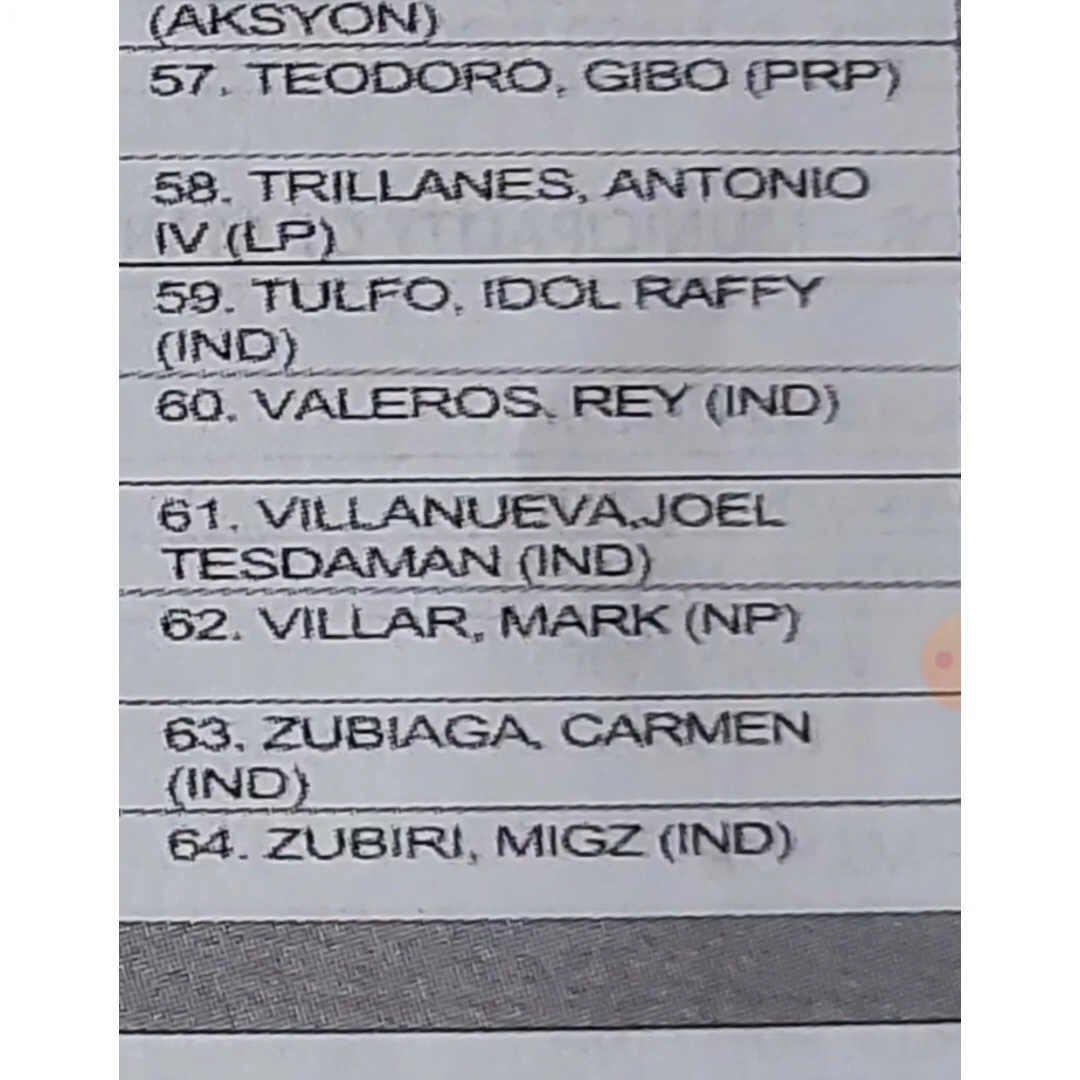 (AKSYON)
57. TEODORO, GIBO (PRP)
58. TRILLANES, ANTONIO
IV (LP)
59. TULFO, IDOL RAFFY
(IND)
60. VALEROS, REY (IND)
61. VILLANUEVA,JOEL
TESDAMAN (IND)
62. VILLAR, MARK (NP)
63. ZUBIAGA, CARMEN
(IND)
64. ZUBIRI, MIGZ (IND)